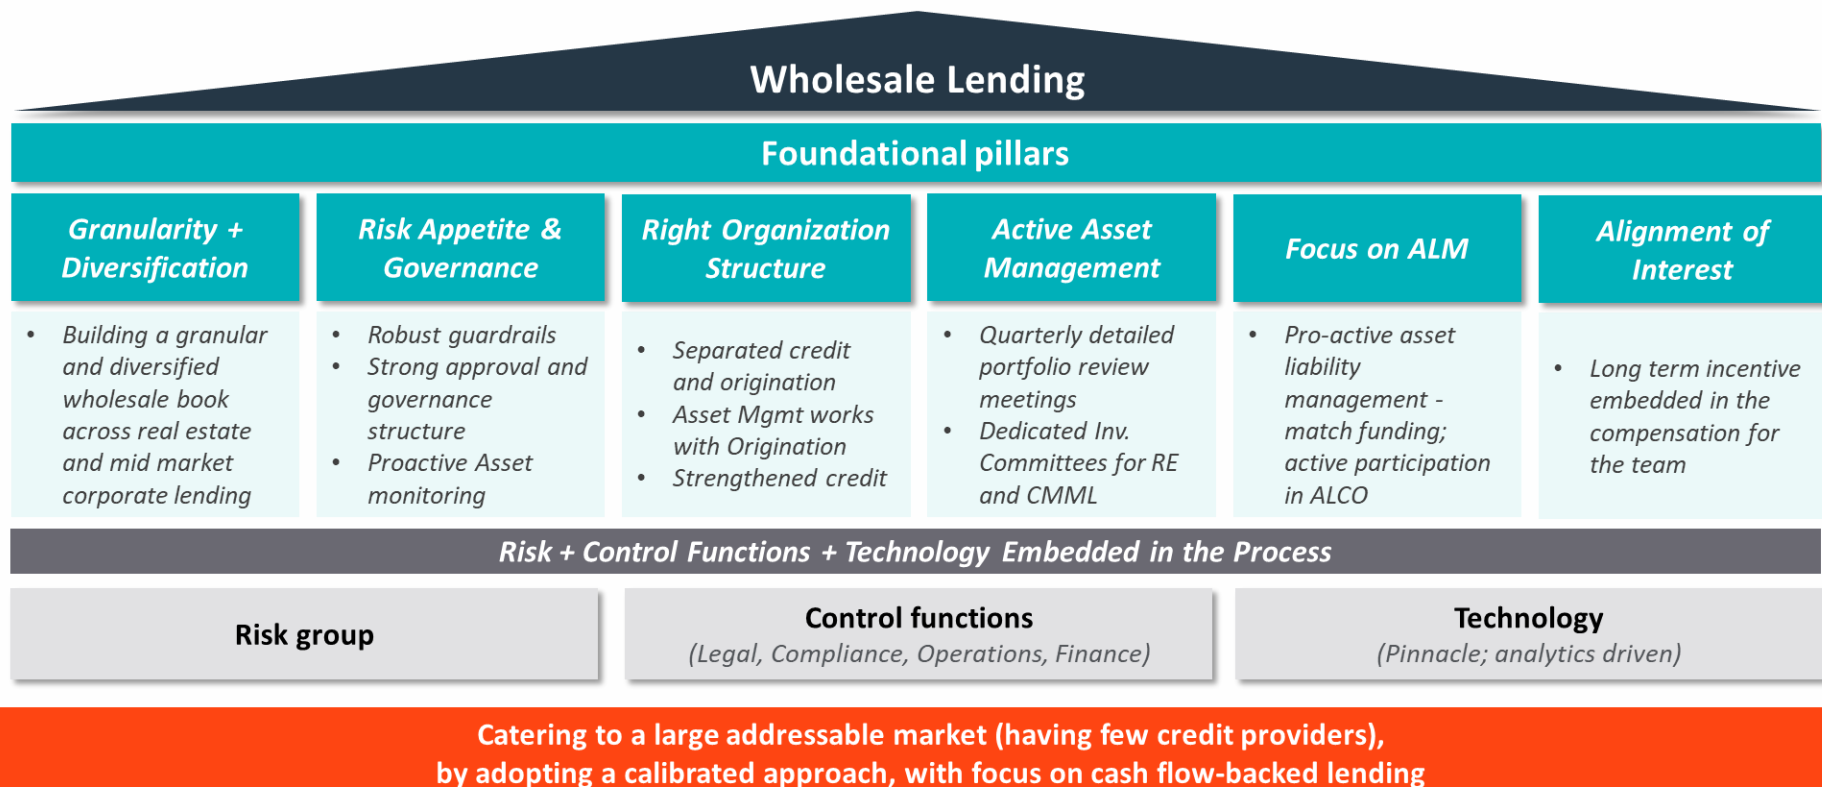 Wholesale Lending
Foundational pillars
Granularity +
Diversification
• Building a granular
and diversified
wholesale book
across real estate
and mid market
corporate lending
Risk Appetite &
Governance
• Robust guardrails
• Strong approval and
governance
structure
• Proactive Asset
monitoring
Right Organization
Structure
• Separated credit
and origination
• Asset Mgmt works
with Origination
• Strengthened credit
Active Asset
Management
• Quarterly detailed
portfolio review
meetings
• Dedicated Inv.
Committees for RE
and CMML
Focus on ALM
• Pro-active asset
liability
management -
match funding;
active participation
in ALCO
Alignment of
Interest
• Long term incentive
embedded in the
compensation for
the team
Risk + Control Functions + Technology Embedded in the Process
Risk group
Control functions
(Legal, Compliance, Operations, Finance)
Technology
(Pinnacle; analytics driven)
Catering to a large addressable market (having few credit providers),
by adopting a calibrated approach, with focus on cash flow-backed lending